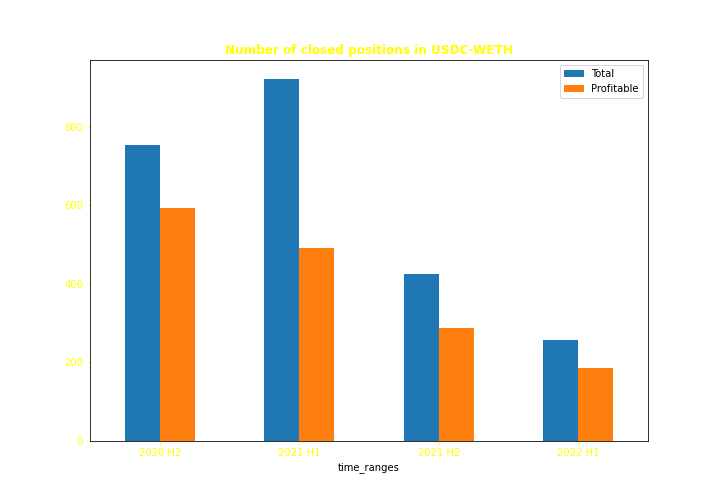 Number of closed positions in USDC-WETH
Total
Profitable
800
600
400
200
0
2020 H2
2021 H1
2021 H2
2022 H1
time_ranges